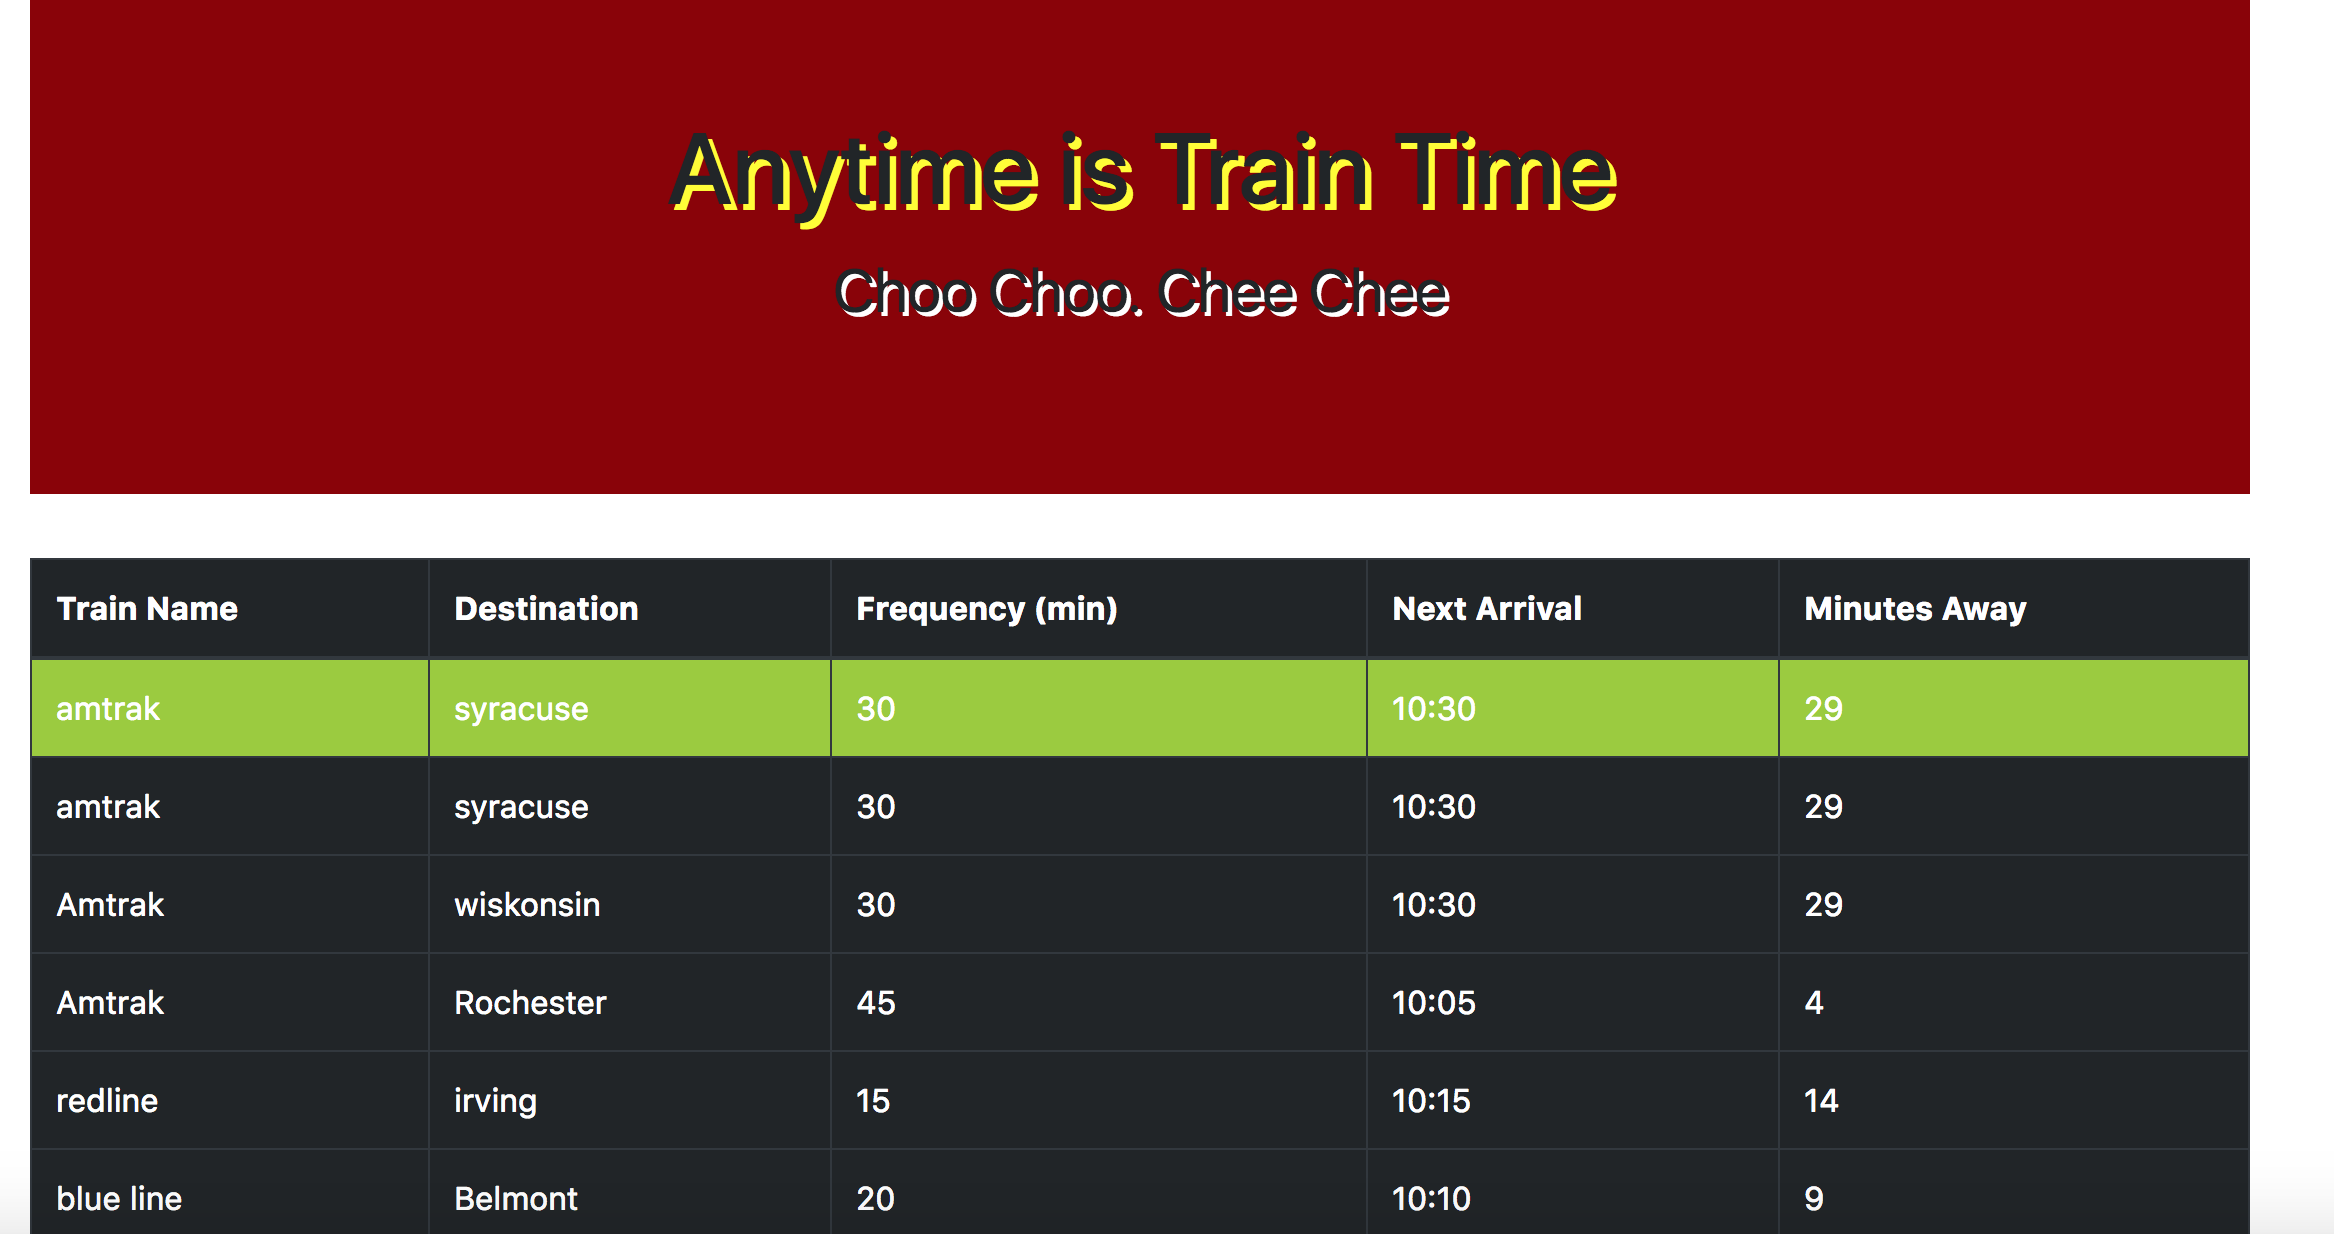 Anytime is Train Time
Choo Choo. Chee Chee
Train Name Destination Frequency (min) Next Arrival Minutes Away
amtrak syracuse 30 10:30 29
amtrak syracuse 30 10:30 29
Amtrak wiskonsin 30 10:30 29
Amtrak Rochester 45 10:05 4
redline irving 15 10:15 14
blue line Belmont 20 10:10 9